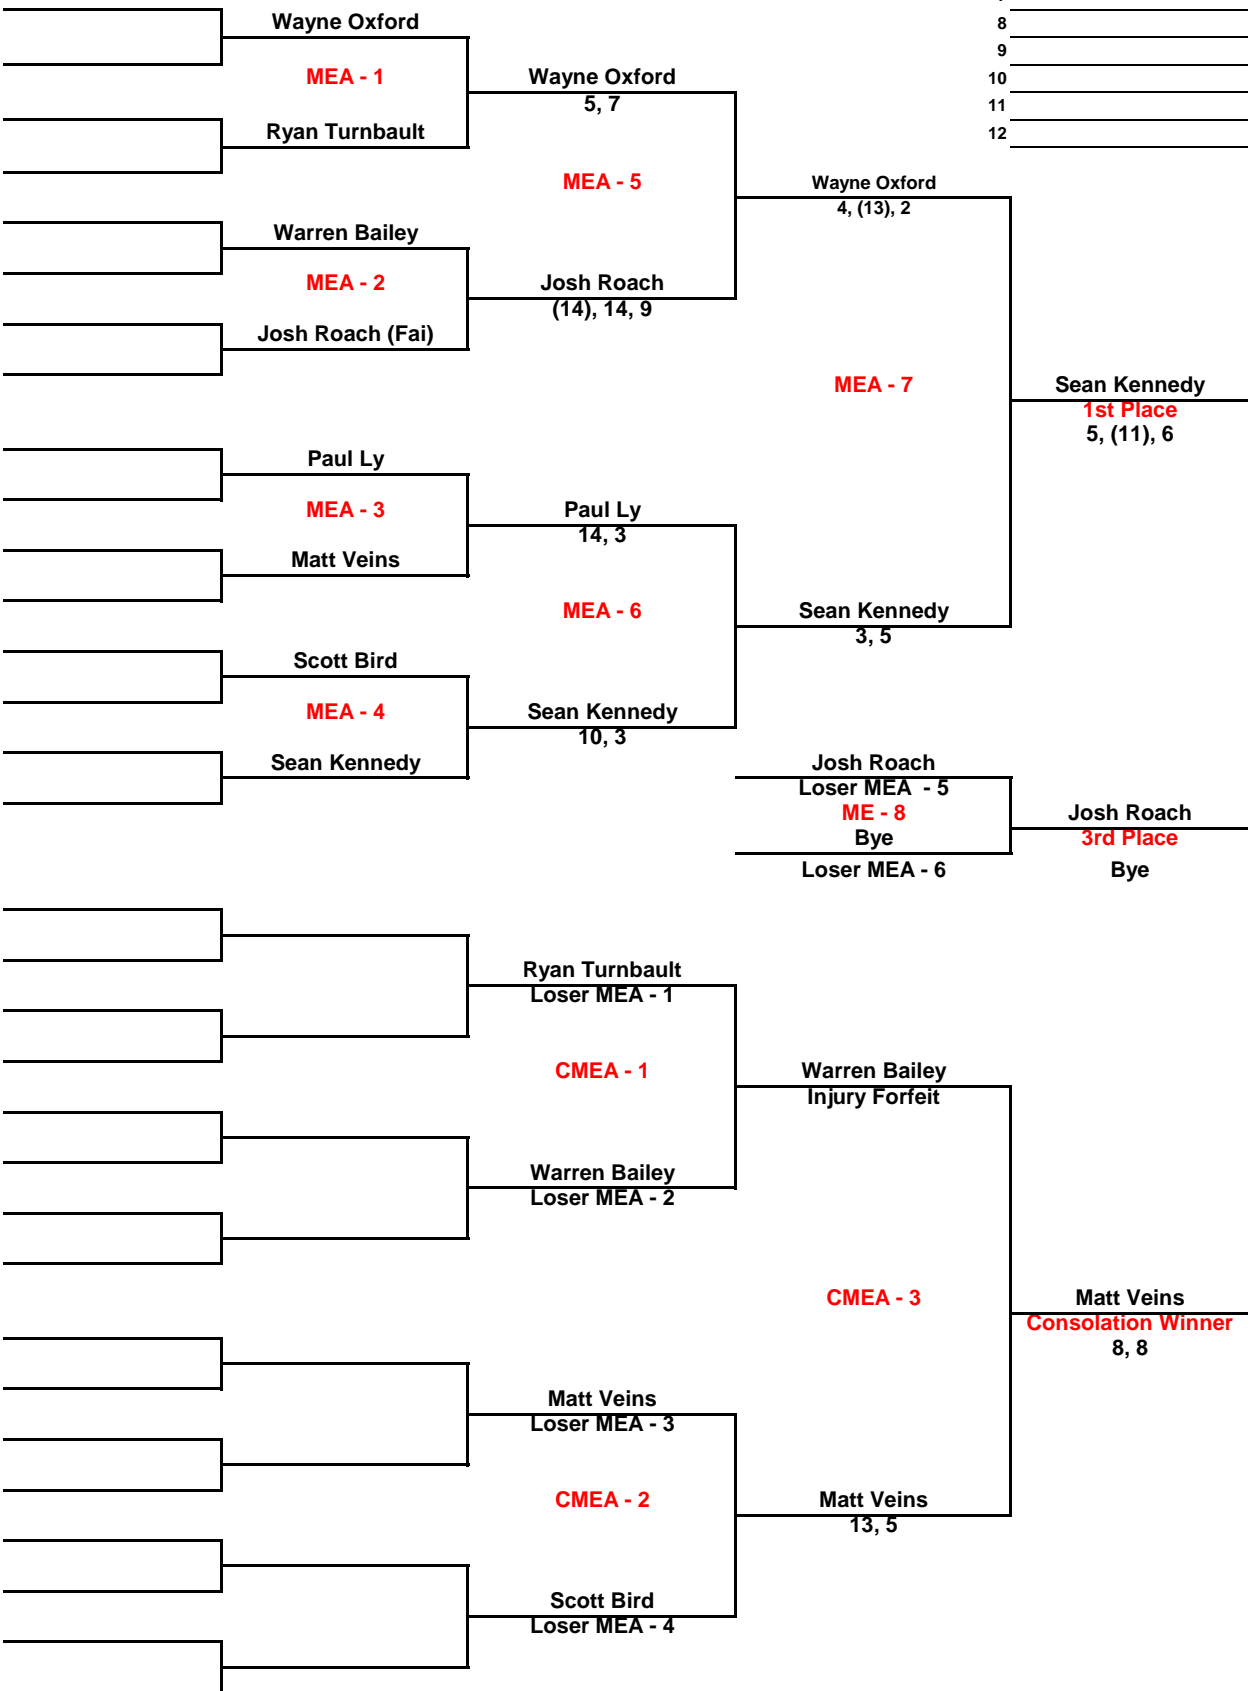 Wayne Oxford
8
9
MEA - 1
Wayne Oxford
10
5, 7
11
Ryan Turnbault
12
MEA - 5
Wayne Oxford
4, (13), 2
Warren Bailey
MEA - 2
Josh Roach
(14), 14, 9
Josh Roach (Fai)
MEA - 7
Sean Kennedy
1st Place
5, (11), 6
Paul Ly
MEA - 3
Paul Ly
14, 3
Matt Veins
MEA - 6
Sean Kennedy
3, 5
Scott Bird
MEA - 4
Sean Kennedy
10, 3
Sean Kennedy
Josh Roach
Loser MEA  - 5
ME - 8
Josh Roach
Bye
3rd Place
Loser MEA - 6
Bye
Ryan Turnbault
Loser MEA - 1
CMEA - 1
Warren Bailey
Injury Forfeit
Warren Bailey
Loser MEA - 2
CMEA - 3
Matt Veins
Consolation Winner
8, 8
Matt Veins
Loser MEA - 3
CMEA - 2
Matt Veins
13, 5
Scott Bird
Loser MEA - 4